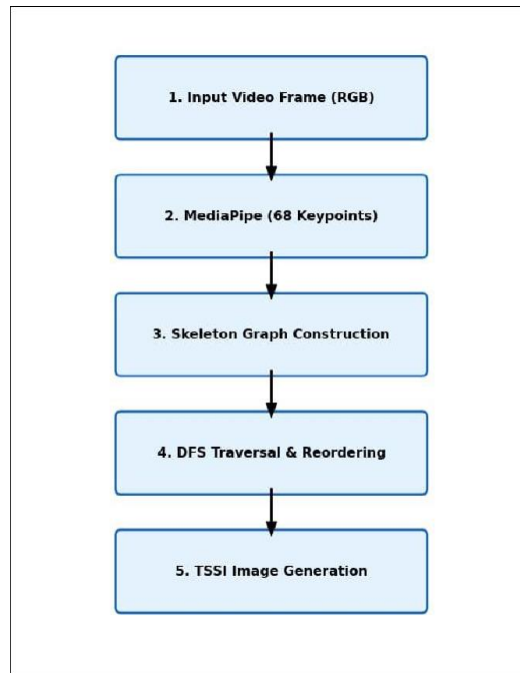 1. Input Video Frame (RGB)
2. MediaPipe (68 Keypoints)
3. Skeleton Graph Construction
4. DFS Traversal & Reordering
5. TSSI Image Generation